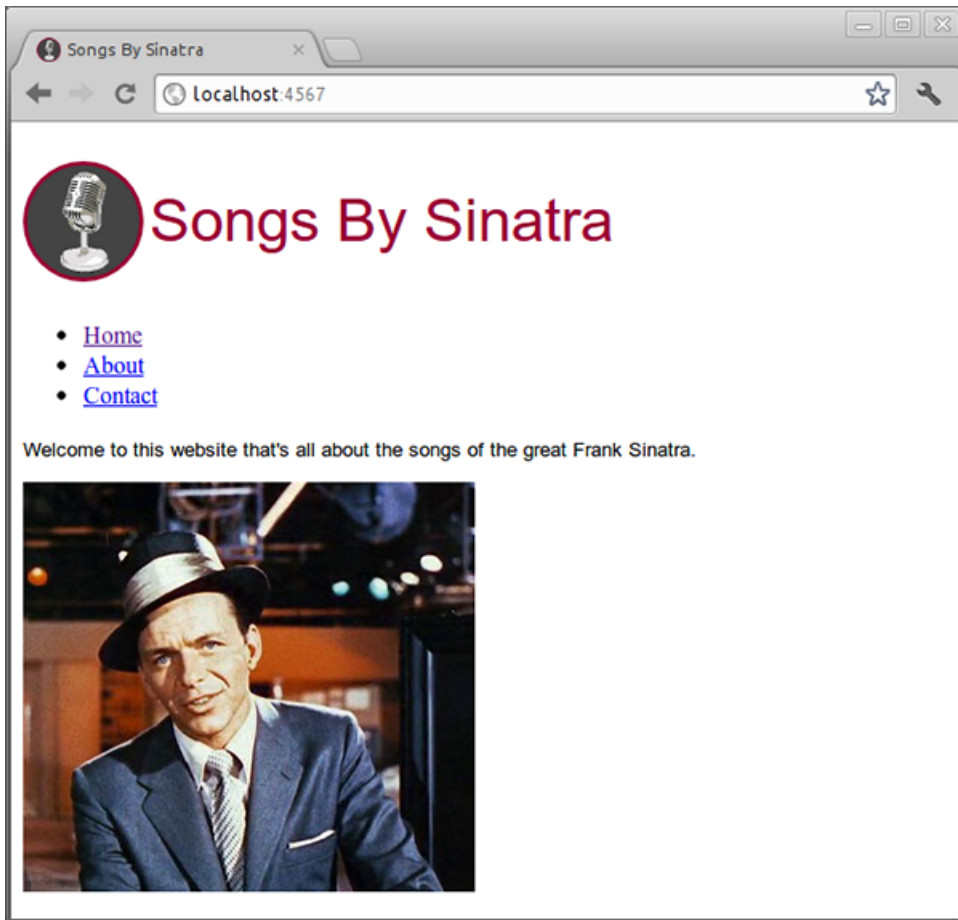 Songs By Sinatra
localhost:4567
Songs By Sinatra
Home
About
Contact
Welcome to this website that's all about the songs of the great Frank Sinatra.